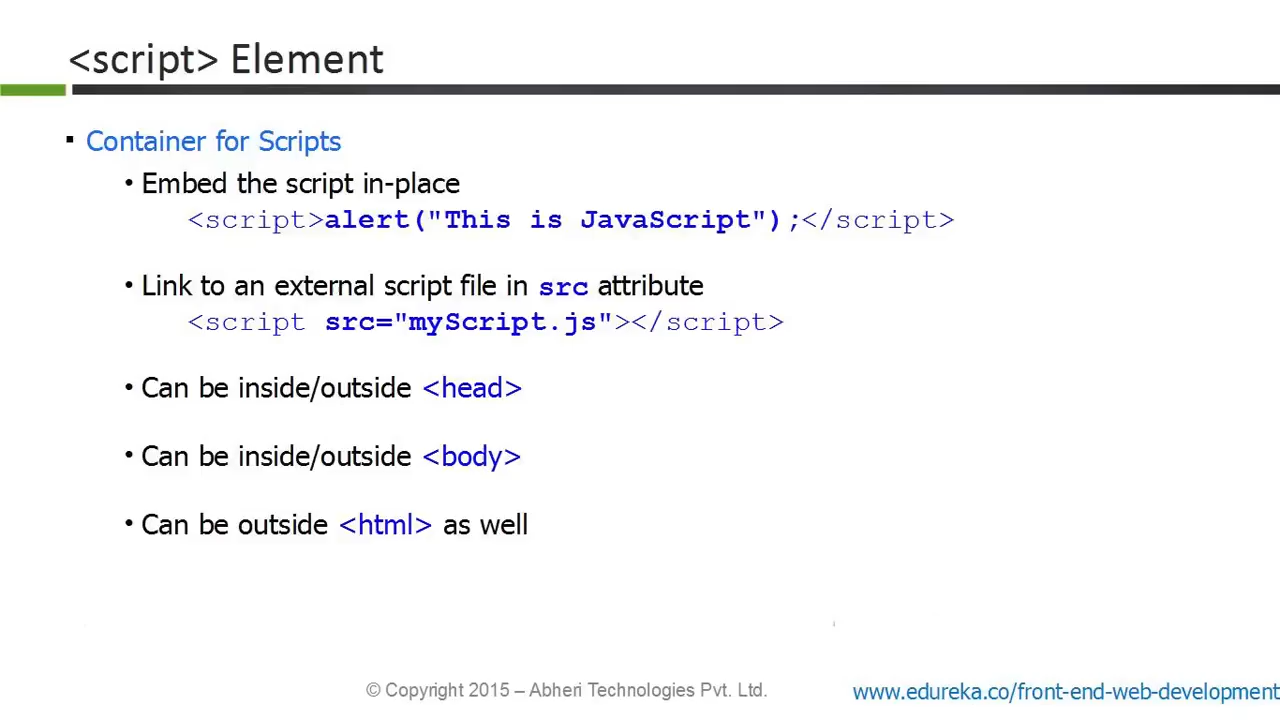 <script> Element
▪ Container for Scripts
• Embed the script in-place
<script>alert("This is JavaScript");</script>
• Link to an external script file in src attribute
<script src="myScript.js"></script>
• Can be inside/outside <head>
• Can be inside/outside <body>
• Can be outside <html> as well
© Copyright 2015 – Abheri Technologies Pvt. Ltd.
www.edureka.co/front-end-web-development